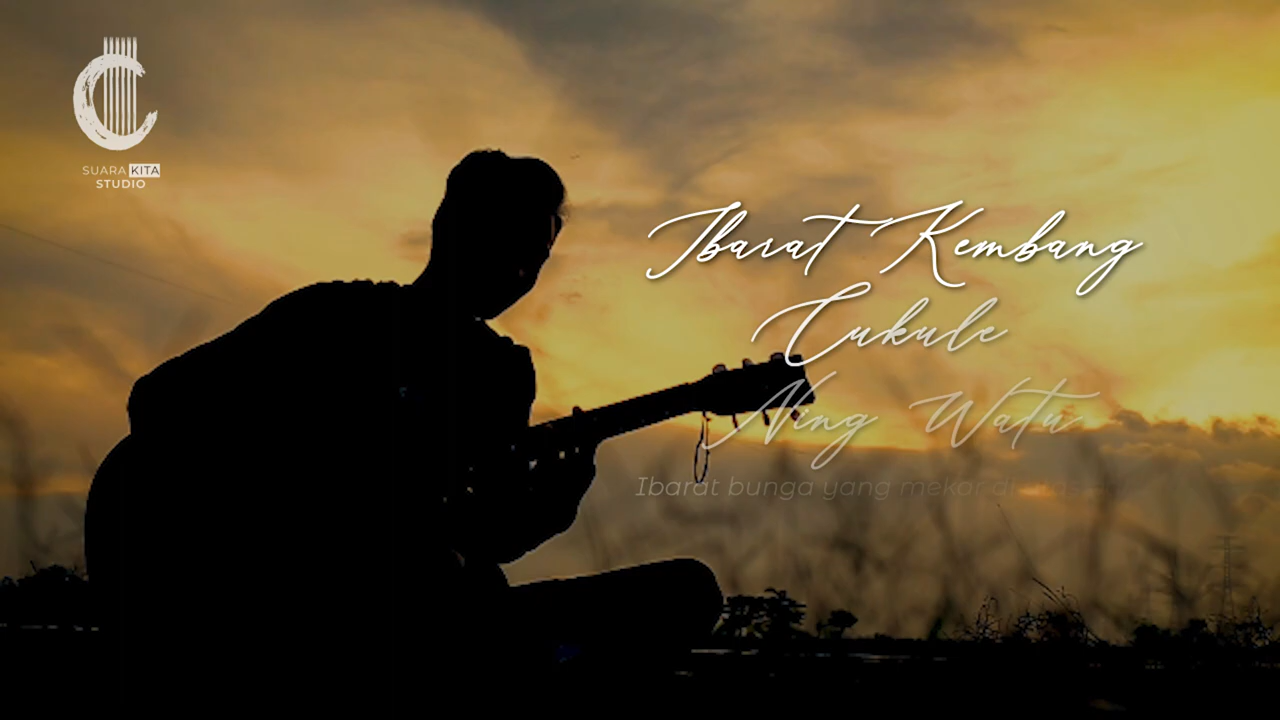 SUARA KITA
STUDIO
Ibarat Kembang
Cukule
Ning Watu
Ibarat bunga yang mekar di